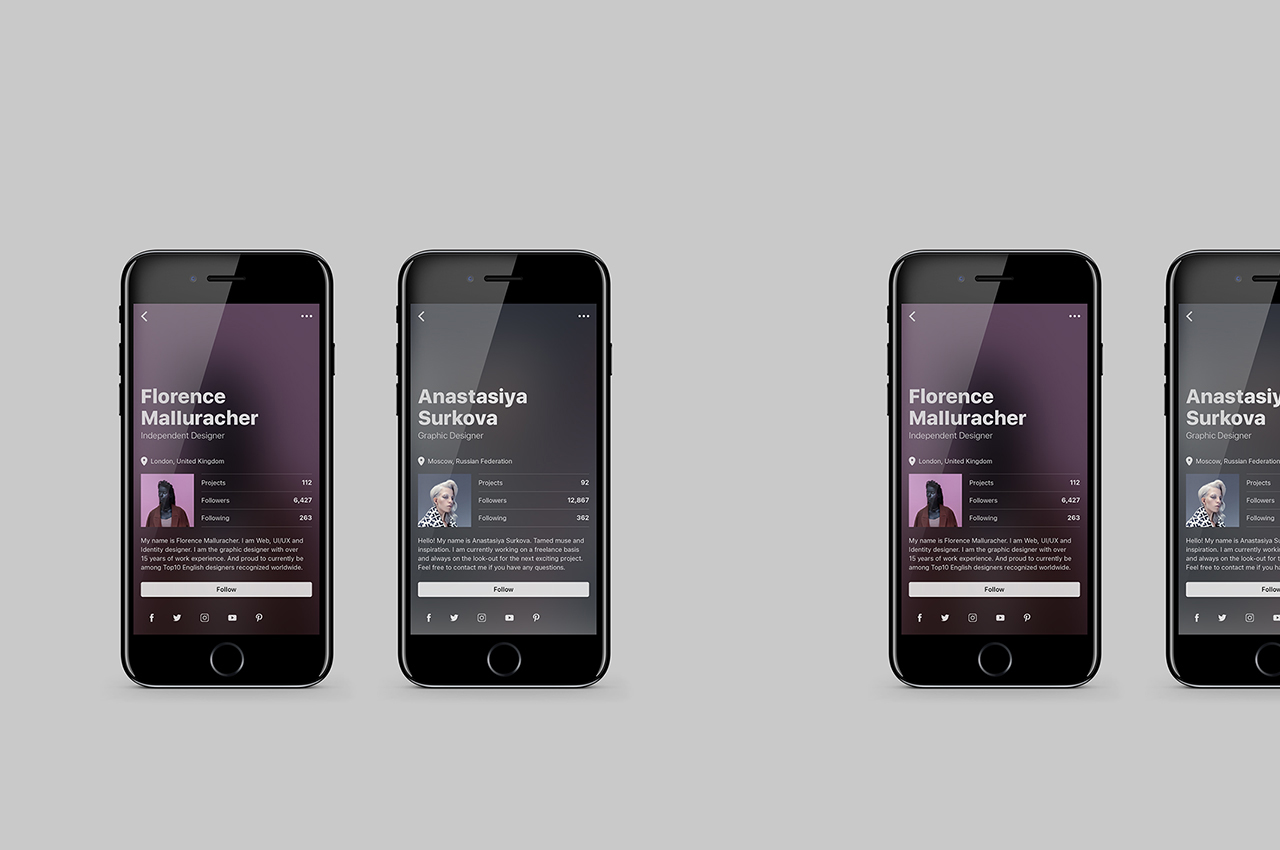 Florence
Malluracher
Independent Designer
London, United Kingdom
Projects 112
Followers 6,427
Following 263
My name is Florence Malluracher. I am Web, UI/UX and
Identity designer. I am the graphic designer with over
15 years of work experience. And proud to currently be
among Top10 English designers recognized worldwide.
Follow
Anastasiya
Surkova
Graphic Designer
Moscow, Russian Federation
Projects 92
Followers 12,867
Following 362
Hello! My name is Anastasiya Surkova. Tamed muse and
inspiration. I am currently working on a freelance basis
and always on the look-out for the next exciting project.
Feel free to contact me if you have any questions.
Follow
Florence
Malluracher
Independent Designer
London, United Kingdom
Projects 112
Followers 6,427
Following 263
My name is Florence Malluracher. I am Web, UI/UX and
Identity designer. I am the graphic designer with over
15 years of work experience. And proud to currently be
among Top10 English designers recognized worldwide.
Follow
Anastasiy
Surkova
Graphic Designer
Moscow, Russian Federation
Projects
Followers
Following
Hello! My name is Anastasiya
inspiration. I am currently
and always on the look-out for
Feel free to contact me if you